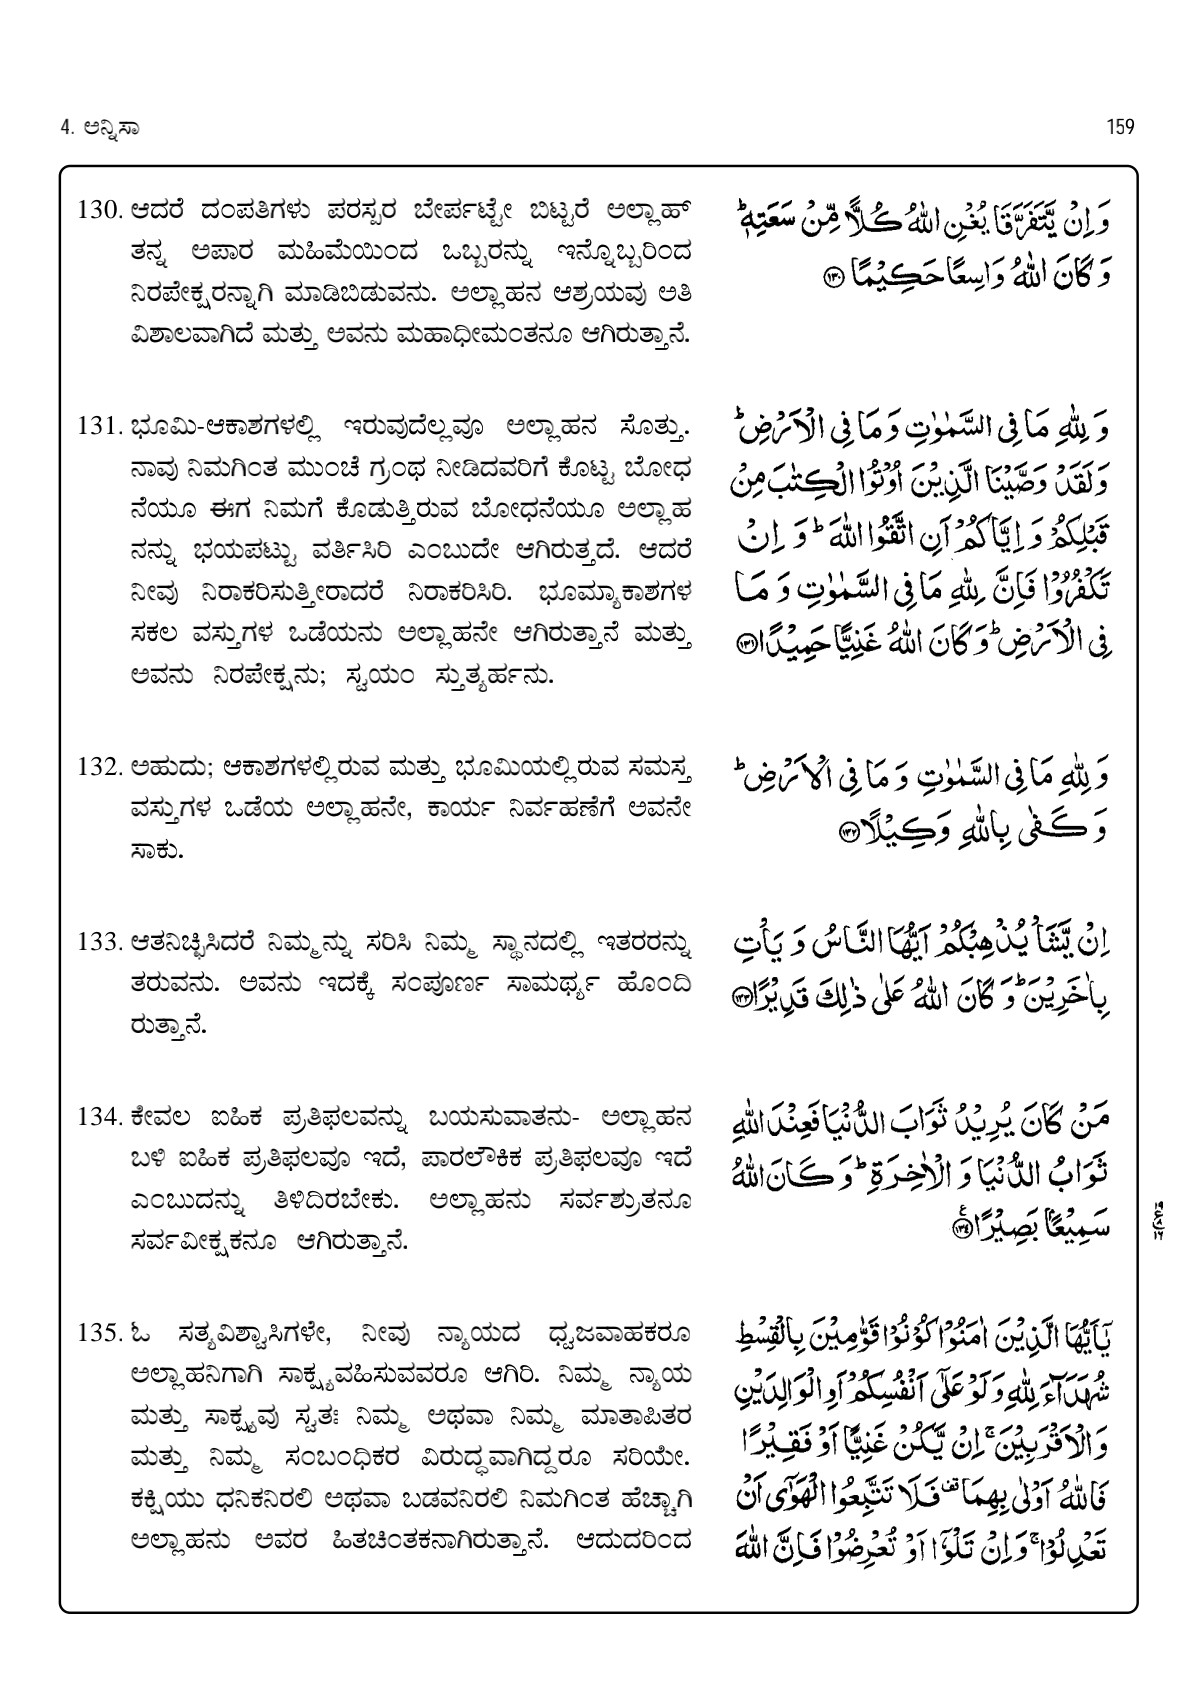 4. ಅನ್ನಿಸಾ
159
130. ಆದರೆ ದಂಪತಿಗಳು ಪರಸ್ಪರ ಬೇರ್ಪಟ್ಟೇ ಬಿಟ್ಟರೆ ಅಲ್ಲಾಹ್
ತನ್ನ ಅಪಾರ ಮಹಿಮೆಯಿಂದ ಒಬ್ಬರನ್ನು ಇನ್ನೊಬ್ಬರಿಂದ
ನಿರಪೇಕ್ಷರನ್ನಾಗಿ ಮಾಡಿಬಿಡುವನು. ಅಲ್ಲಾಹನ ಆಶ್ರಯವು ಅತಿ
ವಿಶಾಲವಾಗಿದೆ ಮತ್ತು ಅವನು ಮಹಾಧೀಮಂತನೂ ಆಗಿರುತ್ತಾನೆ.
وَ اِنْ يَّتَفَرَّقَا يُغْنِ اللّٰهُ كُلًّا مِّنْ سَعَتِهٖ ؕ
وَ كَانَ اللّٰهُ وَاسِعًا حَكِيْمًا ﴿۱۳۰﴾
131. ಭೂಮಿ-ಆಕಾಶಗಳಲ್ಲಿ ಇರುವುದೆಲ್ಲವೂ ಅಲ್ಲಾಹನ ಸೊತ್ತು.
ನಾವು ನಿಮಗಿಂತ ಮುಂಚೆ ಗ್ರಂಥ ನೀಡಿದವರಿಗೆ ಕೊಟ್ಟ ಬೋಧ
ನೆಯೂ ಈಗ ನಿಮಗೆ ಕೊಡುತ್ತಿರುವ ಬೋಧನೆಯೂ ಅಲ್ಲಾಹ
ನನ್ನು ಭಯಪಟ್ಟು ವರ್ತಿಸಿರಿ ಎಂಬುದೇ ಆಗಿರುತ್ತದೆ. ಆದರೆ
ನೀವು ನಿರಾಕರಿಸುತ್ತೀರಾದರೆ ನಿರಾಕರಿಸಿರಿ. ಭೂಮ್ಯಾಕಾಶಗಳ
ಸಕಲ ವಸ್ತುಗಳ ಒಡೆಯನು ಅಲ್ಲಾಹನೇ ಆಗಿರುತ್ತಾನೆ ಮತ್ತು
ಅವನು ನಿರಪೇಕ್ಷನು; ಸ್ವಯಂ ಸ್ತುತ್ಯರ್ಹನು.
وَ لِلّٰهِ مَا فِى السَّمٰوٰتِ وَ مَا فِى الْاَرْضِ ؕ
وَلَقَدْ وَصَّيْنَا الَّذِيْنَ اُوْتُوا الْكِتٰبَ مِنْ
قَبْلِكُمْ وَ اِيَّاكُمْ اَنِ اتَّقُوا اللّٰهَ ؕ وَ اِنْ
تَكْفُرُوْا فَاِنَّ لِلّٰهِ مَا فِى السَّمٰوٰتِ وَ مَا
فِى الْاَرْضِ ؕ وَ كَانَ اللّٰهُ غَنِيًّا حَمِيْدًا ﴿۱۳۱﴾
132. ಅಹುದು; ಆಕಾಶಗಳಲ್ಲಿರುವ ಮತ್ತು ಭೂಮಿಯಲ್ಲಿರುವ ಸಮಸ್ತ
ವಸ್ತುಗಳ ಒಡೆಯ ಅಲ್ಲಾಹನೇ, ಕಾರ್ಯ ನಿರ್ವಹಣೆಗೆ ಅವನೇ
ಸಾಕು.
وَ لِلّٰهِ مَا فِى السَّمٰوٰتِ وَ مَا فِى الْاَرْضِ ؕ
وَ كَفٰى بِاللّٰهِ وَكِيْلًا ﴿۱۳۲﴾
133. ಆತನಿಚ್ಛಿಸಿದರೆ ನಿಮ್ಮನ್ನು ಸರಿಸಿ ನಿಮ್ಮ ಸ್ಥಾನದಲ್ಲಿ ಇತರರನ್ನು
ತರುವನು. ಅವನು ಇದಕ್ಕೆ ಸಂಪೂರ್ಣ ಸಾಮರ್ಥ್ಯ ಹೊಂದಿ
ರುತ್ತಾನೆ.
اِنْ يَّشَاْ يُذْهِبْكُمْ اَيُّهَا النَّاسُ وَ يَاْتِ
بِاٰخَرِيْنَ ؕ وَ كَانَ اللّٰهُ عَلٰى ذٰلِكَ قَدِيْرًا ﴿۱۳۳﴾
134. ಕೇವಲ ಐಹಿಕ ಪ್ರತಿಫಲವನ್ನು ಬಯಸುವಾತನು- ಅಲ್ಲಾಹನ
ಬಳಿ ಐಹಿಕ ಪ್ರತಿಫಲವೂ ಇದೆ, ಪಾರಲೌಕಿಕ ಪ್ರತಿಫಲವೂ ಇದೆ
ಎಂಬುದನ್ನು ತಿಳಿದಿರಬೇಕು. ಅಲ್ಲಾಹನು ಸರ್ವಶ್ರುತನೂ
ಸರ್ವವೀಕ್ಷಕನೂ ಆಗಿರುತ್ತಾನೆ.
مَنْ كَانَ يُرِيْدُ ثَوَابَ الدُّنْيَا فَعِنْدَ اللّٰهِ
ثَوَابُ الدُّنْيَا وَ الْاٰخِرَةِ ؕ وَ كَانَ اللّٰهُ
سَمِيْعًۢا بَصِيْرًا ﴿۱۳۴﴾
135. ಓ ಸತ್ಯವಿಶ್ವಾಸಿಗಳೇ, ನೀವು ನ್ಯಾಯದ ಧ್ವಜವಾಹಕರೂ
ಅಲ್ಲಾಹನಿಗಾಗಿ ಸಾಕ್ಷ್ಯವಹಿಸುವವರೂ ಆಗಿರಿ. ನಿಮ್ಮ ನ್ಯಾಯ
ಮತ್ತು ಸಾಕ್ಷ್ಯವು ಸ್ವತಃ ನಿಮ್ಮ ಅಥವಾ ನಿಮ್ಮ ಮಾತಾಪಿತರ
ಮತ್ತು ನಿಮ್ಮ ಸಂಬಂಧಿಕರ ವಿರುದ್ಧವಾಗಿದ್ದರೂ ಸರಿಯೇ.
ಕಕ್ಷಿಯು ಧನಿಕನಿರಲಿ ಅಥವಾ ಬಡವನಿರಲಿ ನಿಮಗಿಂತ ಹೆಚ್ಚಾಗಿ
ಅಲ್ಲಾಹನು ಅವರ ಹಿತಚಿಂತಕನಾಗಿರುತ್ತಾನೆ. ಆದುದರಿಂದ
يٰۤاَيُّهَا الَّذِيْنَ اٰمَنُوْا كُوْنُوْا قَوّٰمِيْنَ بِالْقِسْطِ
شُهَدَآءَ لِلّٰهِ وَلَوْ عَلٰۤى اَنْفُسِكُمْ اَوِ الْوَالِدَيْنِ
وَالْاَقْرَبِيْنَ ۚ اِنْ يَّكُنْ غَنِيًّا اَوْ فَقِيْرًا
فَاللّٰهُ اَوْلٰى بِهِمَا ۟ فَلَا تَتَّبِعُوا الْهَوٰۤى اَنْ
تَعْدِلُوْا ۚ وَ اِنْ تَلْوٗۤا اَوْ تُعْرِضُوْا فَاِنَّ اللّٰهَ